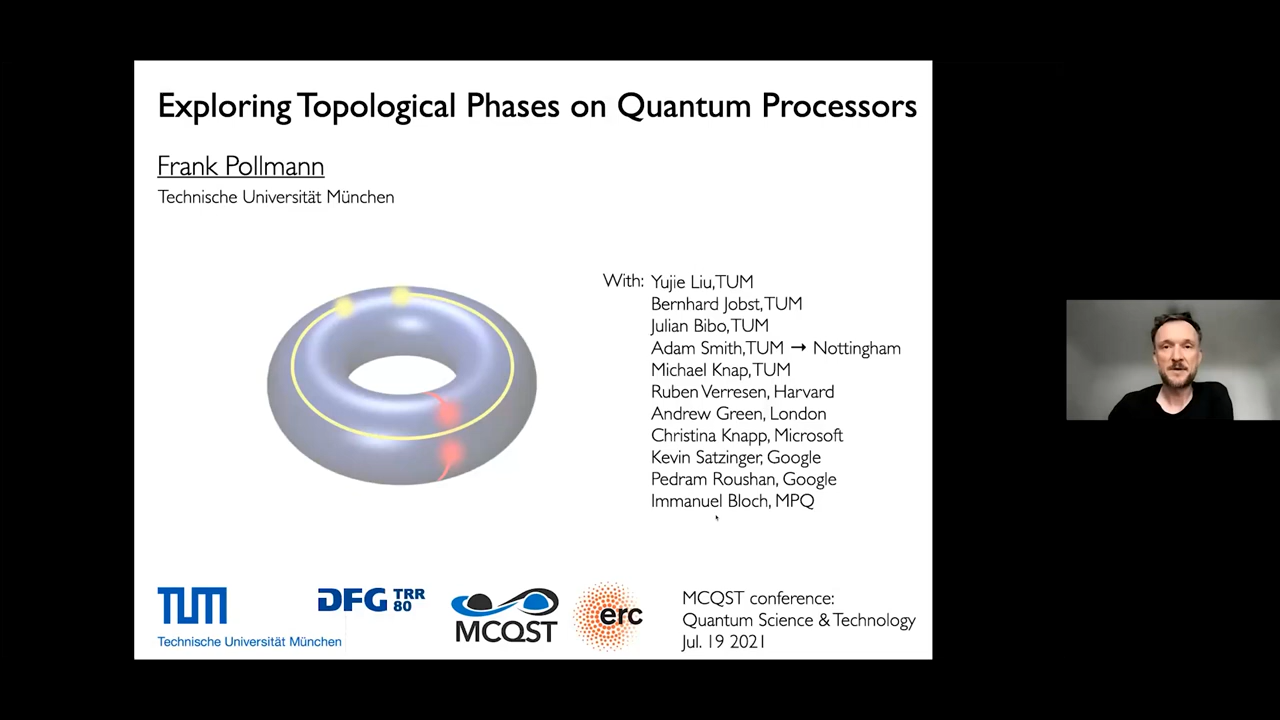 Exploring Topological Phases on Quantum Processors
Frank Pollmann
Technische Universität München
With: Yujie Liu, TUM
Bernhard Jobst, TUM
Julian Bibo, TUM
Adam Smith, TUM → Nottingham
Michael Knap, TUM
Ruben Verresen, Harvard
Andrew Green, London
Christina Knapp, Microsoft
Kevin Satzinger, Google
Pedram Roushan, Google
Immanuel Bloch, MPQ
TUM
Technische Universität München
DFG TRR
80
MCQST
erc
MCQST conference:
Quantum Science & Technology
Jul. 19 2021